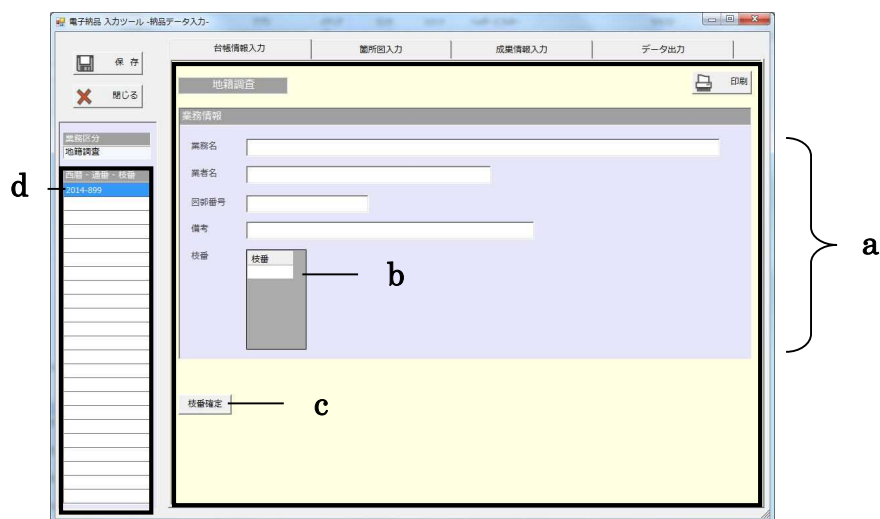 電子納品 入力ツール -納品データ入力-
台帳情報入力
箇所図入力
成果情報入力
データ出力
保 存
閉じる
地籍調査
印刷
業務情報
業務区分
地籍調査
西暦・連番・枝番
2014-899
業務名
業者名
図郭番号
備考
枝番
枝番
枝番確定
a
b
c
d